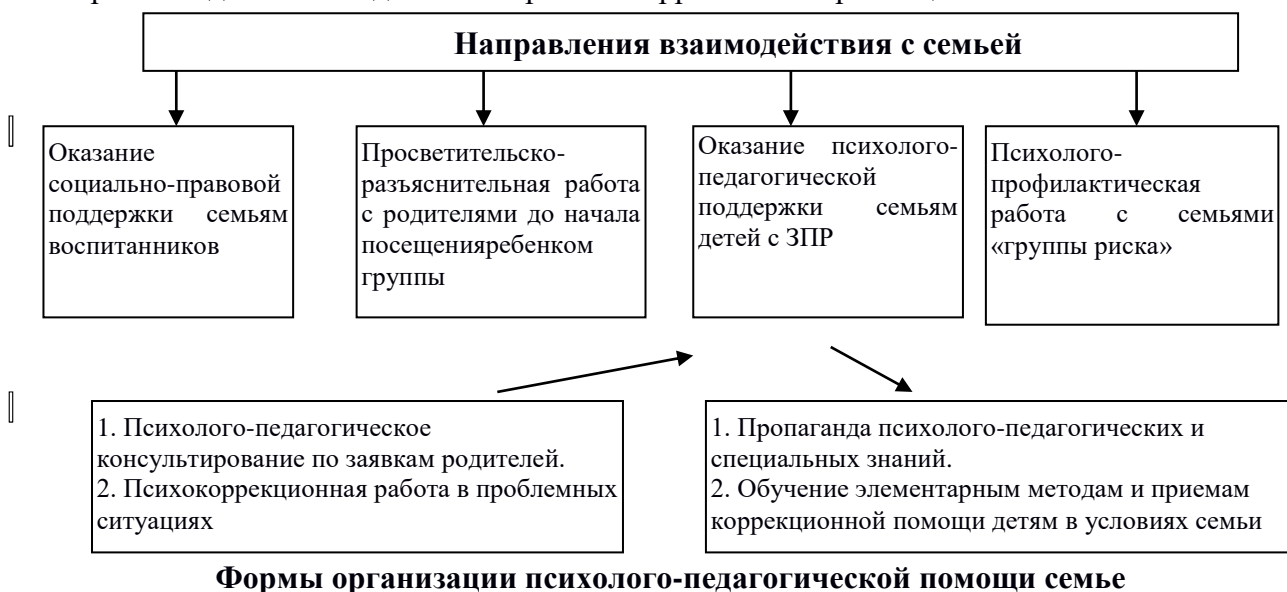 Направления взаимодействия с семьей
Оказание
социально-правовой
поддержки семьям
воспитанников
Просветительско-
разъяснительная работа
с родителями до начала
посещенияребенком
группы
Оказание психолого-
педагогической
поддержки семьям
детей с ЗПР
Психолого-
профилактическая
работа с семьями
«группы риска»
1. Психолого-педагогическое
консультирование по заявкам родителей.
2. Психокоррекционная работа в проблемных
ситуациях
1. Пропаганда психолого-педагогических и
специальных знаний.
2. Обучение элементарным методам и приемам
коррекционной помощи детям в условиях семьи
Формы организации психолого-педагогической помощи семье